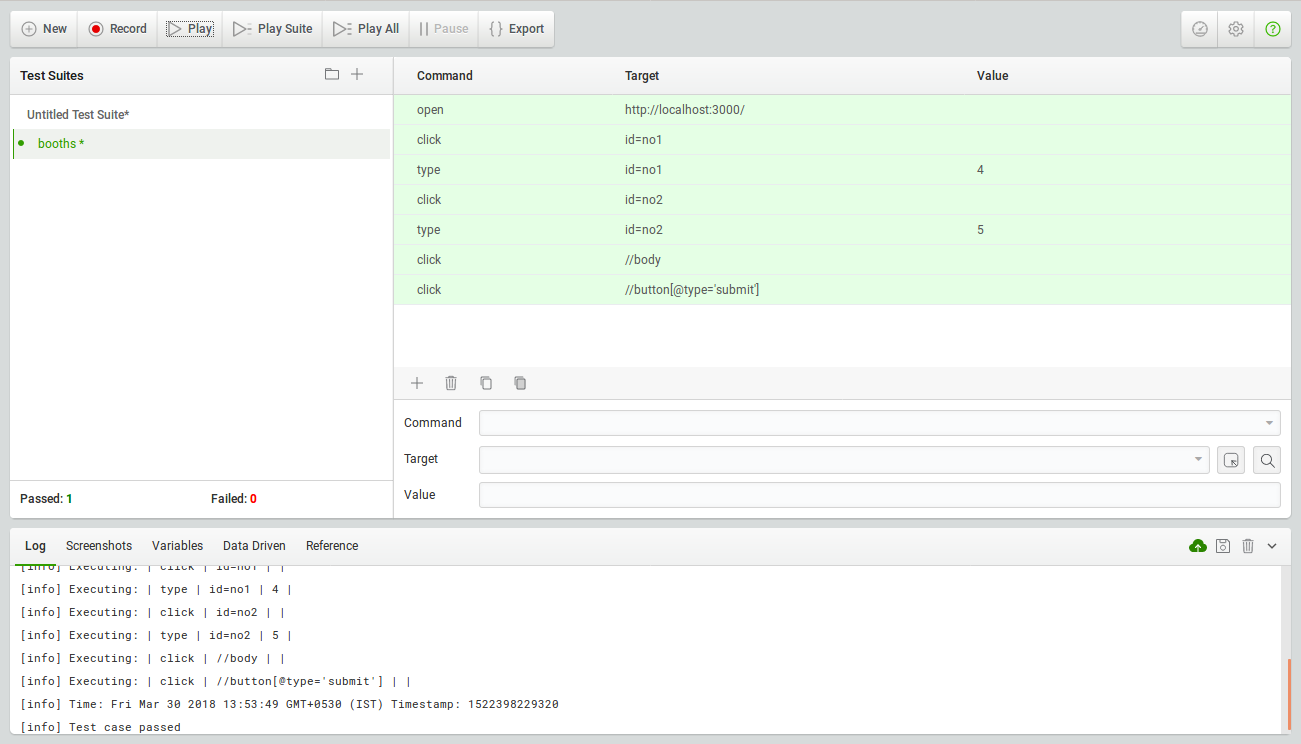 New Record Play Play Suite Play All Pause {} Export
Test Suites
Command Target Value
Untitled Test Suite*
booths *
open http://localhost:3000/
click id=no1
type id=no1 4
click id=no2
type id=no2 5
click //body
click //button[@type='submit']
Command
Target
Value
Passed: 1 Failed: 0
Log Screenshots Variables Data Driven Reference
[info] Executing: | click | id=no1 | |
[info] Executing: | type | id=no1 | 4 |
[info] Executing: | click | id=no2 | |
[info] Executing: | type | id=no2 | 5 |
[info] Executing: | click | //body | |
[info] Executing: | click | //button[@type='submit'] | |
[info] Time: Fri Mar 30 2018 13:53:49 GMT+0530 (IST) Timestamp: 1522398229320
[info] Test case passed